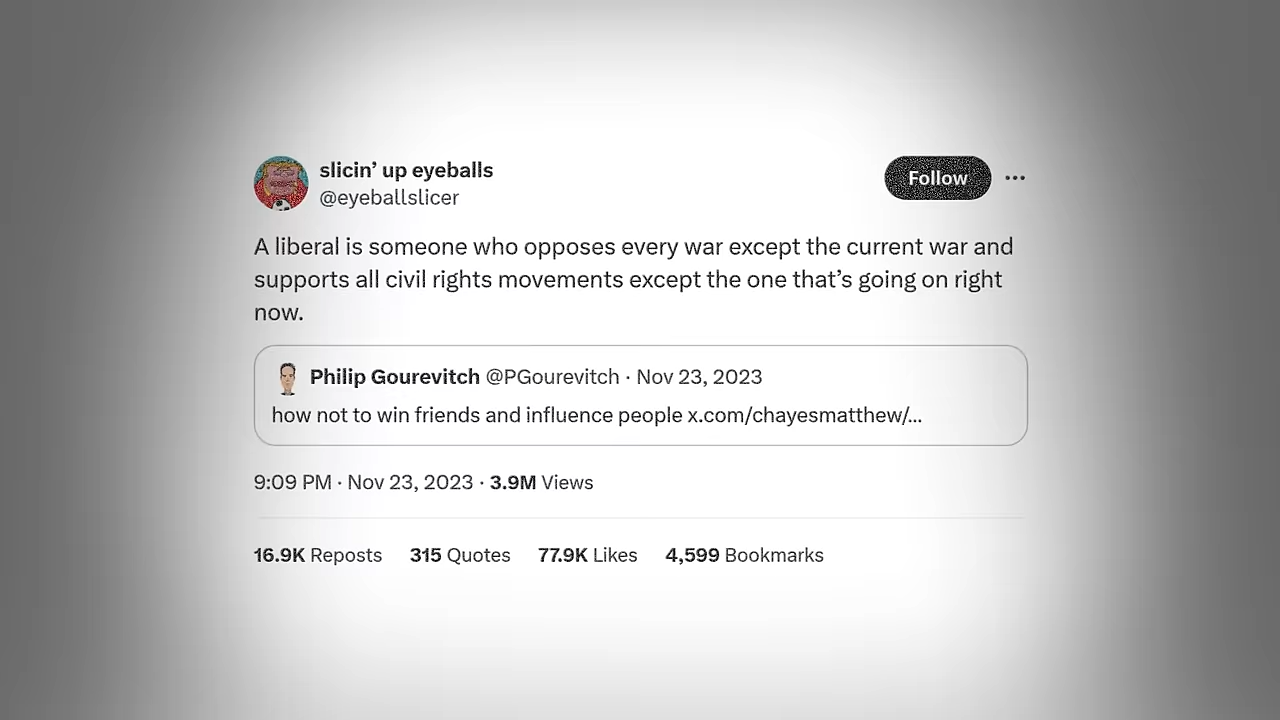 slicin’ up eyeballs
@eyeballslicer
Follow
A liberal is someone who opposes every war except the current war and
supports all civil rights movements except the one that’s going on right
now.
Philip Gourevitch @PGourevitch · Nov 23, 2023
how not to win friends and influence people x.com/chayesmatthew/...
9:09 PM · Nov 23, 2023 · 3.9M Views
16.9K Reposts 315 Quotes 77.9K Likes 4,599 Bookmarks